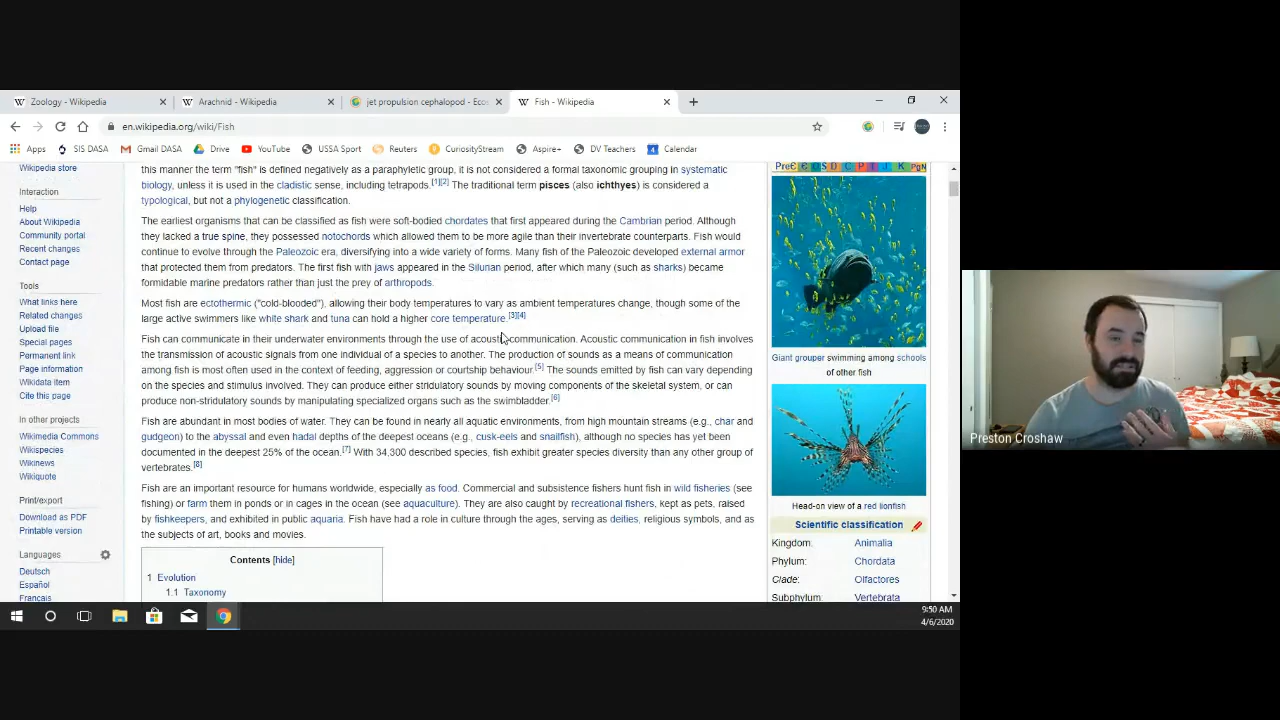 Zoology - Wikipedia
Arachnid - Wikipedia
jet propulsion cephalopod - Ecos
Fish - Wikipedia
en.wikipedia.org/wiki/Fish
Apps
SIS DASA
Gmail DASA
Drive
YouTube
USSA Sport
Reuters
CuriosityStream
Aspire+
DV Teachers
Calendar
Wikipedia store
Interaction
Help
About Wikipedia
Community portal
Recent changes
Contact page
Tools
What links here
Related changes
Upload file
Special pages
Permanent link
Page information
Wikidata item
Cite this page
In other projects
Wikimedia Commons
Wikispecies
Wikinews
Wikiquote
Print/export
Download as PDF
Printable version
Languages
Deutsch
Español
Français
this manner the term "fish" is defined negatively as a paraphyletic group, it is not considered a formal taxonomic grouping in systematic
biology, unless it is used in the cladistic sense, including tetrapods.[1][2] The traditional term pisces (also ichthyes) is considered a
typological, but not a phylogenetic classification.
The earliest organisms that can be classified as fish were soft-bodied chordates that first appeared during the Cambrian period. Although
they lacked a true spine, they possessed notochords which allowed them to be more agile than their invertebrate counterparts. Fish would
continue to evolve through the Paleozoic era, diversifying into a wide variety of forms. Many fish of the Paleozoic developed external armor
that protected them from predators. The first fish with jaws appeared in the Silurian period, after which many (such as sharks) became
formidable marine predators rather than just the prey of arthropods.
Most fish are ectothermic ("cold-blooded"), allowing their body temperatures to vary as ambient temperatures change, though some of the
large active swimmers like white shark and tuna can hold a higher core temperature.[3][4]
Fish can communicate in their underwater environments through the use of acoustic communication. Acoustic communication in fish involves
the transmission of acoustic signals from one individual of a species to another. The production of sounds as a means of communication
among fish is most often used in the context of feeding, aggression or courtship behaviour.[5] The sounds emitted by fish can vary depending
on the species and stimulus involved. They can produce either stridulatory sounds by moving components of the skeletal system, or can
produce non-stridulatory sounds by manipulating specialized organs such as the swimbladder.[6]
Fish are abundant in most bodies of water. They can be found in nearly all aquatic environments, from high mountain streams (e.g., char and
gudgeon) to the abyssal and even hadal depths of the deepest oceans (e.g., cusk-eels and snailfish), although no species has yet been
documented in the deepest 25% of the ocean.[7] With 34,300 described species, fish exhibit greater species diversity than any other group of
vertebrates.[8]
Fish are an important resource for humans worldwide, especially as food. Commercial and subsistence fishers hunt fish in wild fisheries (see
fishing) or farm them in ponds or in cages in the ocean (see aquaculture). They are also caught by recreational fishers, kept as pets, raised
by fishkeepers, and exhibited in public aquaria. Fish have had a role in culture through the ages, serving as deities, religious symbols, and as
the subjects of art, books and movies.
Contents [hide]
1 Evolution
1.1 Taxonomy
PreЄ Є O S D C P T J K PgN
Giant grouper swimming among schools
of other fish
Head-on view of a red lionfish
Scientific classification
Kingdom: Animalia
Phylum: Chordata
Clade: Olfactores
Subphylum: Vertebrata
9:50 AM
4/6/2020
Preston Croshaw